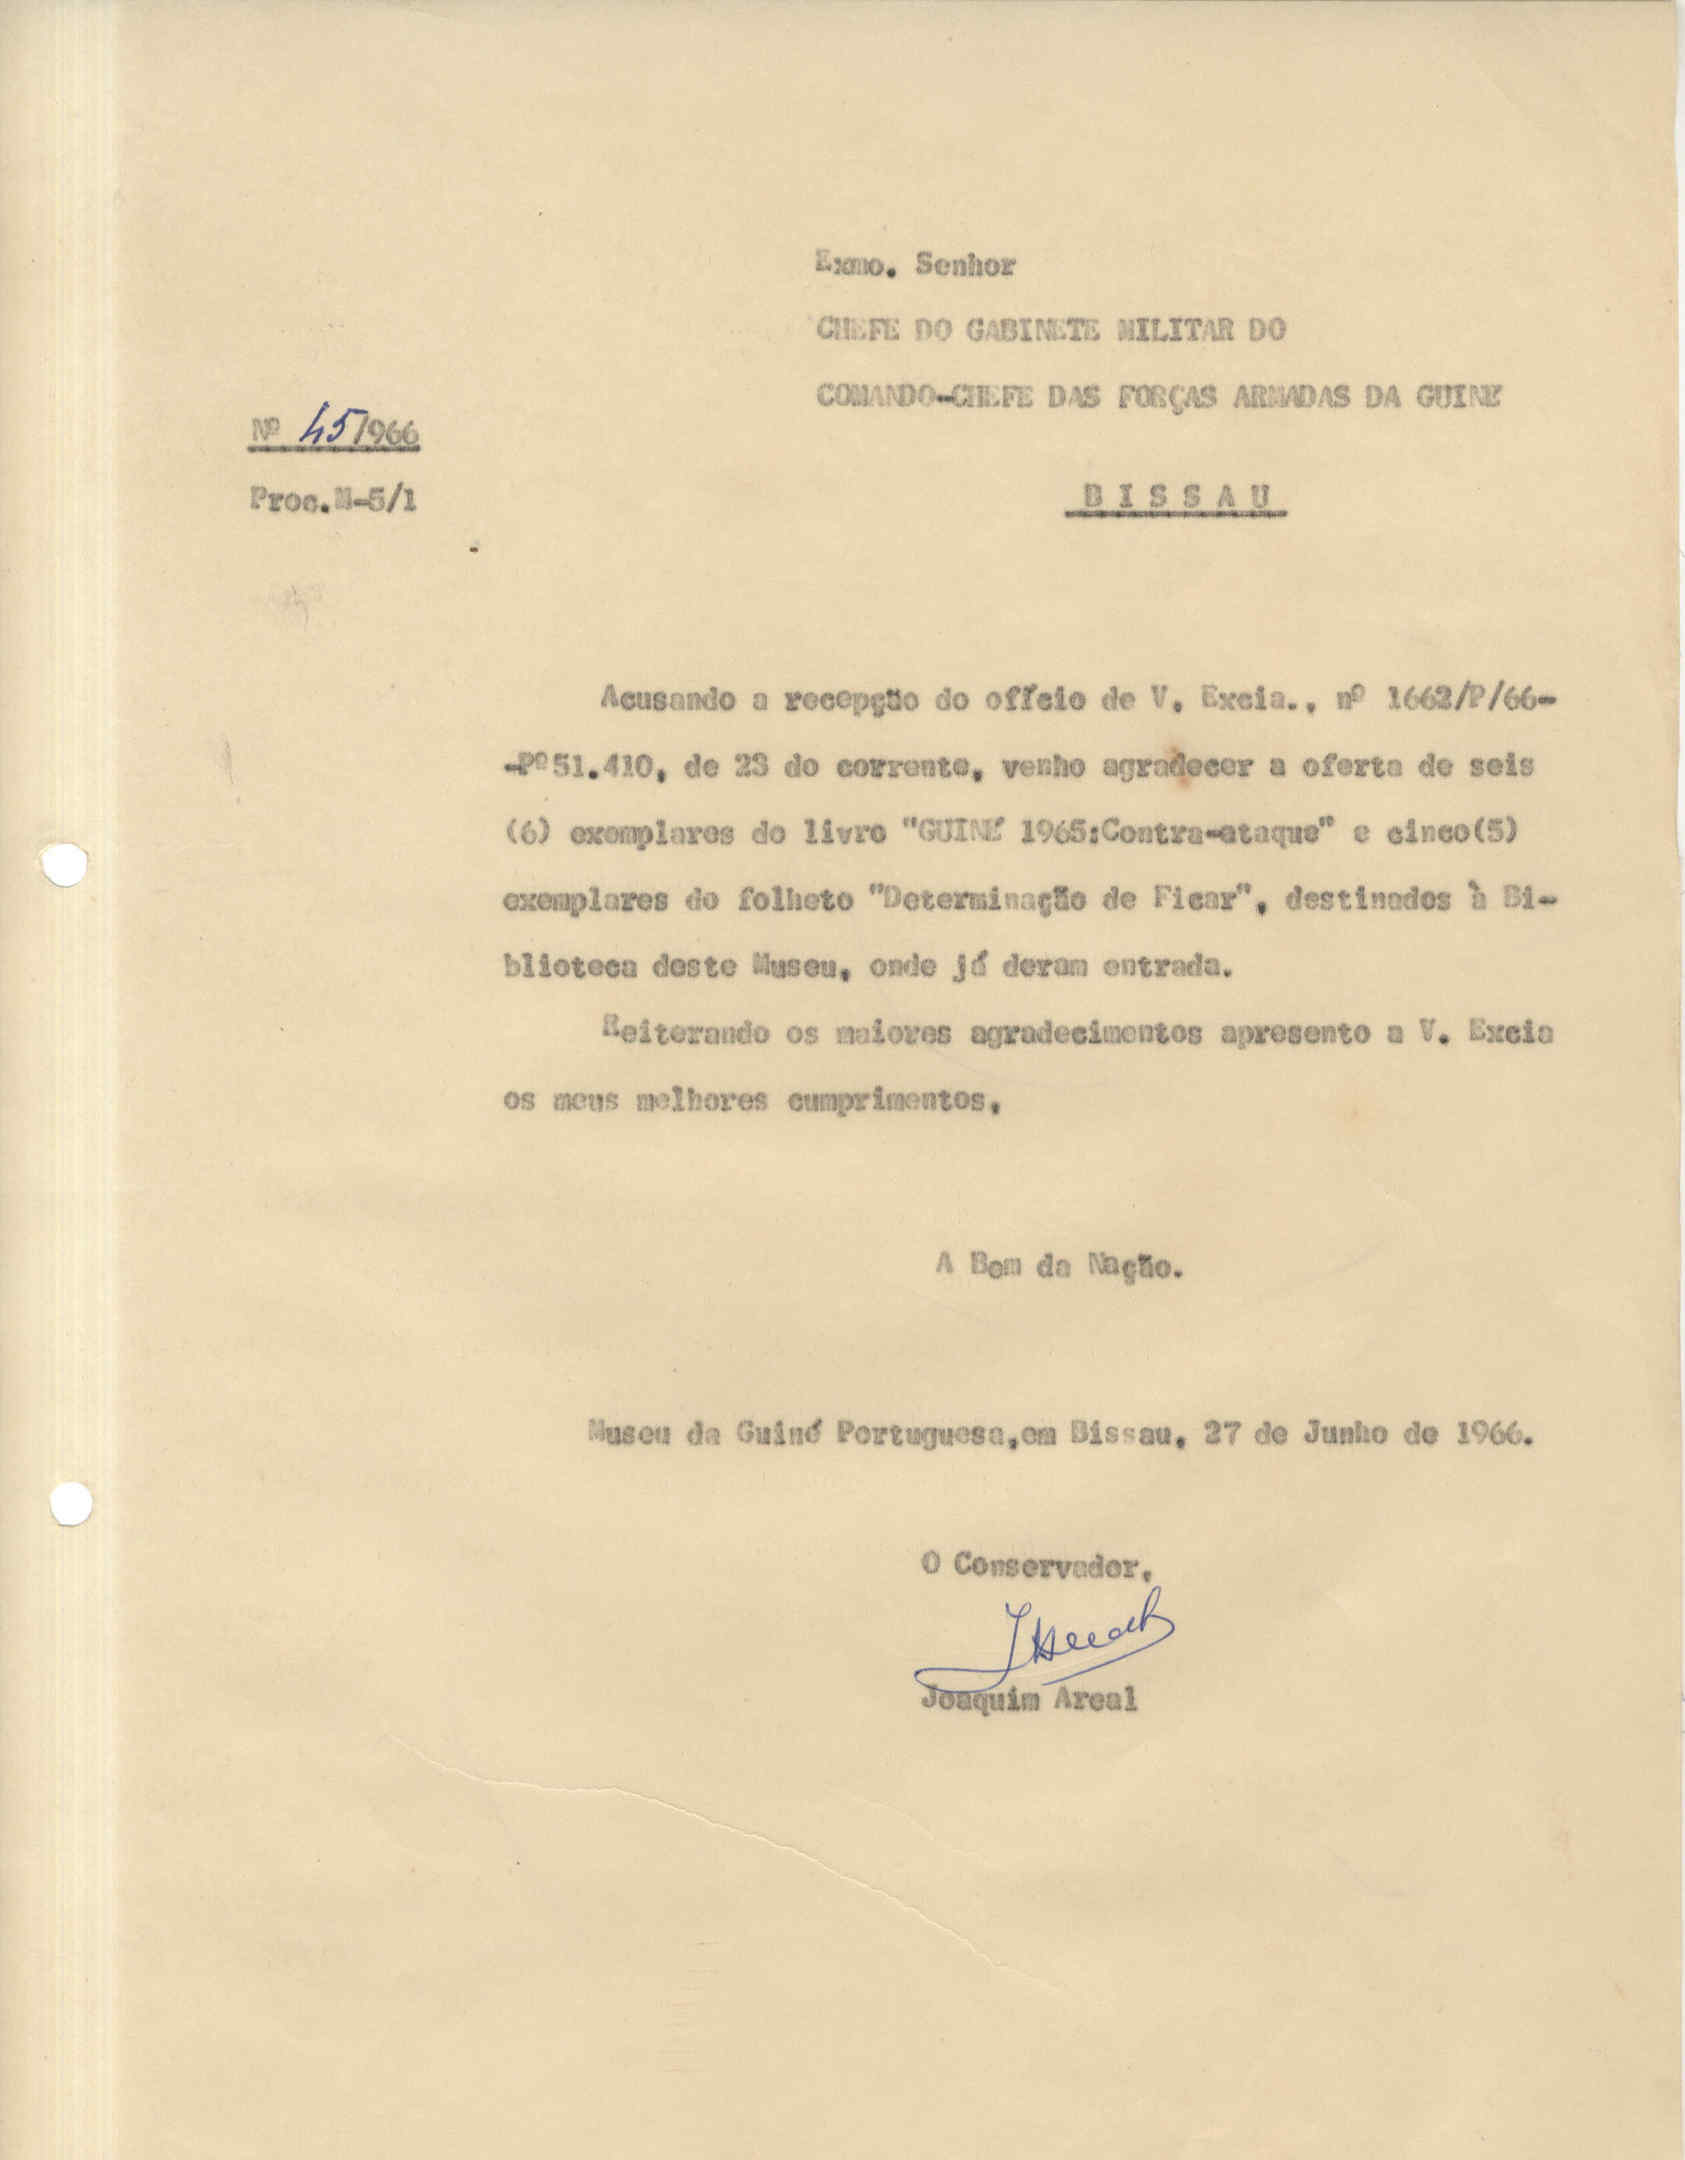 Exmo. Senhor
CHEFE DO GABINETE MILITAR DO
COMANDO-CHEFE DAS FORÇAS ARMADAS DA GUINÉ
Nº 45/966
Proc.M-5/1
BISSAU
Acusando a recepção do ofício de V. Excia., nº 1662/P/66-
-Pº51.410, de 23 do corrente, venho agradecer a oferta de seis
(6) exemplares do livro "GUINÉ 1965:Contra-ataque" e cinco(5)
exemplares do folheto "Determinação de Ficar", destinados à Bi-
blioteca deste Museu, onde já deram entrada.
Reiterando os maiores agradecimentos apresento a V. Excia
os meus melhores cumprimentos.
A Bem da Nação.
Museu da Guiné Portuguesa,em Bissau, 27 de Junho de 1966.
O Conservador,
Joaquim Areal